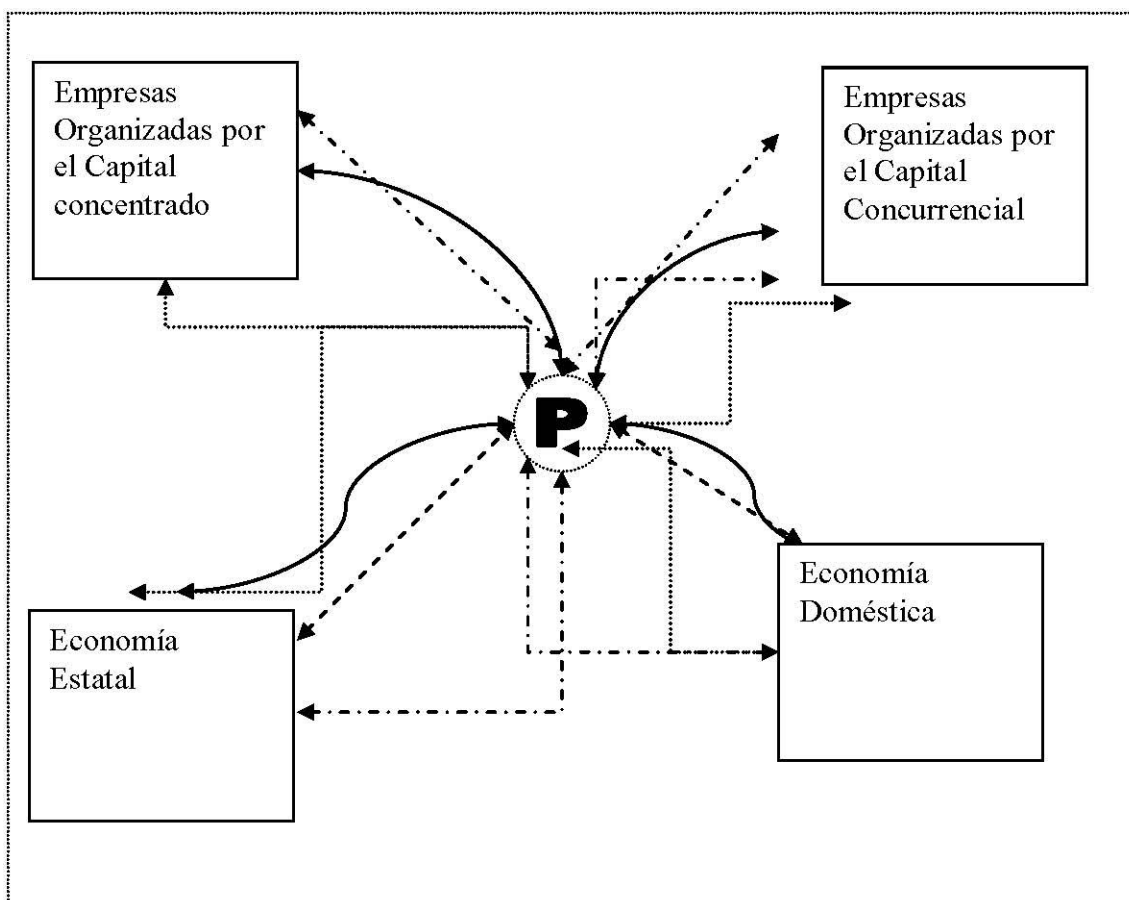 Empresas
Organizadas por
el Capital
concentrado
Empresas
Organizadas por
el Capital
Concurrencial
P
Economía
Doméstica
Economía
Estatal